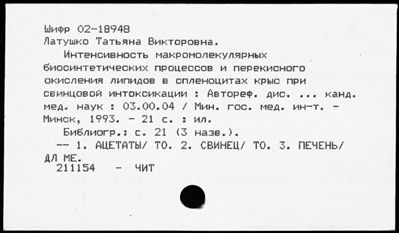 Шифр 02-18948
Латушко Татьяна Викторовна.
Интенсивность макромолекулярных
биосинтетических процессов и перекисного
окисления липидов в спленоцитах крыс при
свинцовой интоксикации : Автореф. дис. ... канд.
мед. наук : 03.00.04 / Мин. гос. мед. ин-т. -
Минск, 1993. - 21 с. : ил.
Библиогр.: с. 21 (3 назв.).
-- 1. АЦЕТАТЫ/ ТО. 2. СВИНЕЦ/ ТО. 3. ПЕЧЕНЬ/
ДЛ МЕ.
211154 - ЧИТ